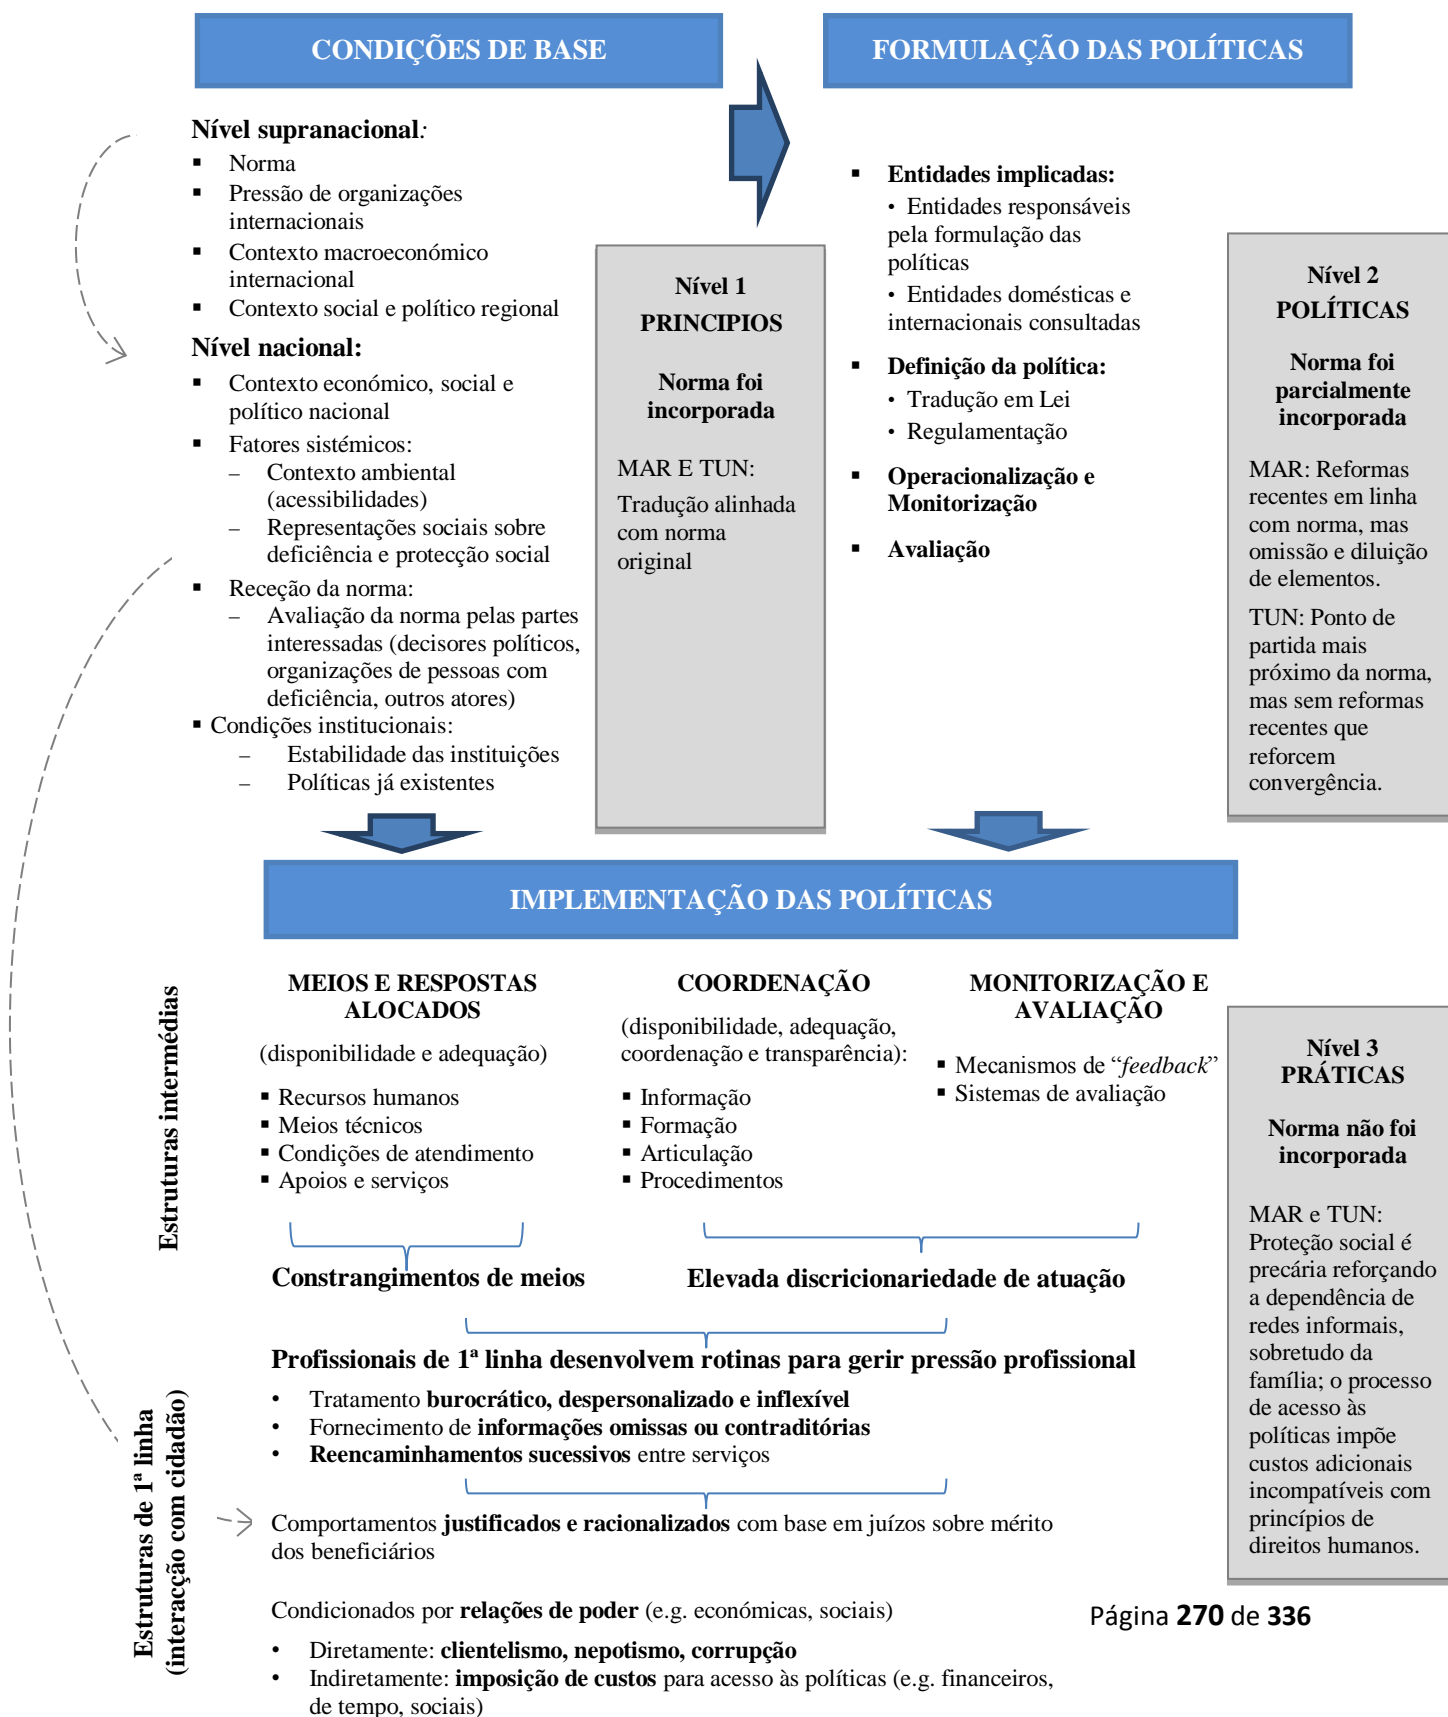 CONDIÇÕES DE BASE
Nível supranacional:
▪ Norma
▪ Pressão de organizações
internacionais
▪ Contexto macroeconómico
internacional
▪ Contexto social e político regional
Nível nacional:
▪ Contexto económico, social e
político nacional
▪ Fatores sistémicos:
– Contexto ambiental
(acessibilidades)
– Representações sociais sobre
deficiência e protecção social
▪ Receção da norma:
– Avaliação da norma pelas partes
interessadas (decisores políticos,
organizações de pessoas com
deficiência, outros atores)
▪ Condições institucionais:
– Estabilidade das instituições
– Políticas já existentes
Nível 1
PRINCIPIOS
Norma foi
incorporada
MAR E TUN:
Tradução alinhada
com norma
original
FORMULAÇÃO DAS POLÍTICAS
▪ Entidades implicadas:
• Entidades responsáveis
pela formulação das
políticas
• Entidades domésticas e
internacionais consultadas
▪ Definição da política:
• Tradução em Lei
• Regulamentação
▪ Operacionalização e
Monitorização
▪ Avaliação
Nível 2
POLÍTICAS
Norma foi
parcialmente
incorporada
MAR: Reformas
recentes em linha
com norma, mas
omissão e diluição
de elementos.
TUN: Ponto de
partida mais
próximo da norma,
mas sem reformas
recentes que
reforcem
convergência.
IMPLEMENTAÇÃO DAS POLÍTICAS
Estruturas intermédias
MEIOS E RESPOSTAS
ALOCADOS
(disponibilidade e adequação)
▪ Recursos humanos
▪ Meios técnicos
▪ Condições de atendimento
▪ Apoios e serviços
COORDENAÇÃO
(disponibilidade, adequação,
coordenação e transparência):
▪ Informação
▪ Formação
▪ Articulação
▪ Procedimentos
MONITORIZAÇÃO E
AVALIAÇÃO
▪ Mecanismos de “feedback”
▪ Sistemas de avaliação
Constrangimentos de meios
Elevada discricionariedade de atuação
Nível 3
PRÁTICAS
Norma não foi
incorporada
MAR e TUN:
Proteção social é
precária reforçando
a dependência de
redes informais,
sobretudo da
família; o processo
de acesso às
políticas impõe
custos adicionais
incompatíveis com
princípios de
direitos humanos.
Estruturas de 1ª linha
(interacção com cidadão)
Profissionais de 1ª linha desenvolvem rotinas para gerir pressão profissional
• Tratamento burocrático, despersonalizado e inflexível
• Fornecimento de informações omissas ou contraditórias
• Reencaminhamentos sucessivos entre serviços
Comportamentos justificados e racionalizados com base em juízos sobre mérito
dos beneficiários
Condicionados por relações de poder (e.g. económicas, sociais)
• Diretamente: clientelismo, nepotismo, corrupção
• Indiretamente: imposição de custos para acesso às políticas (e.g. financeiros,
de tempo, sociais)
Página 270 de 336